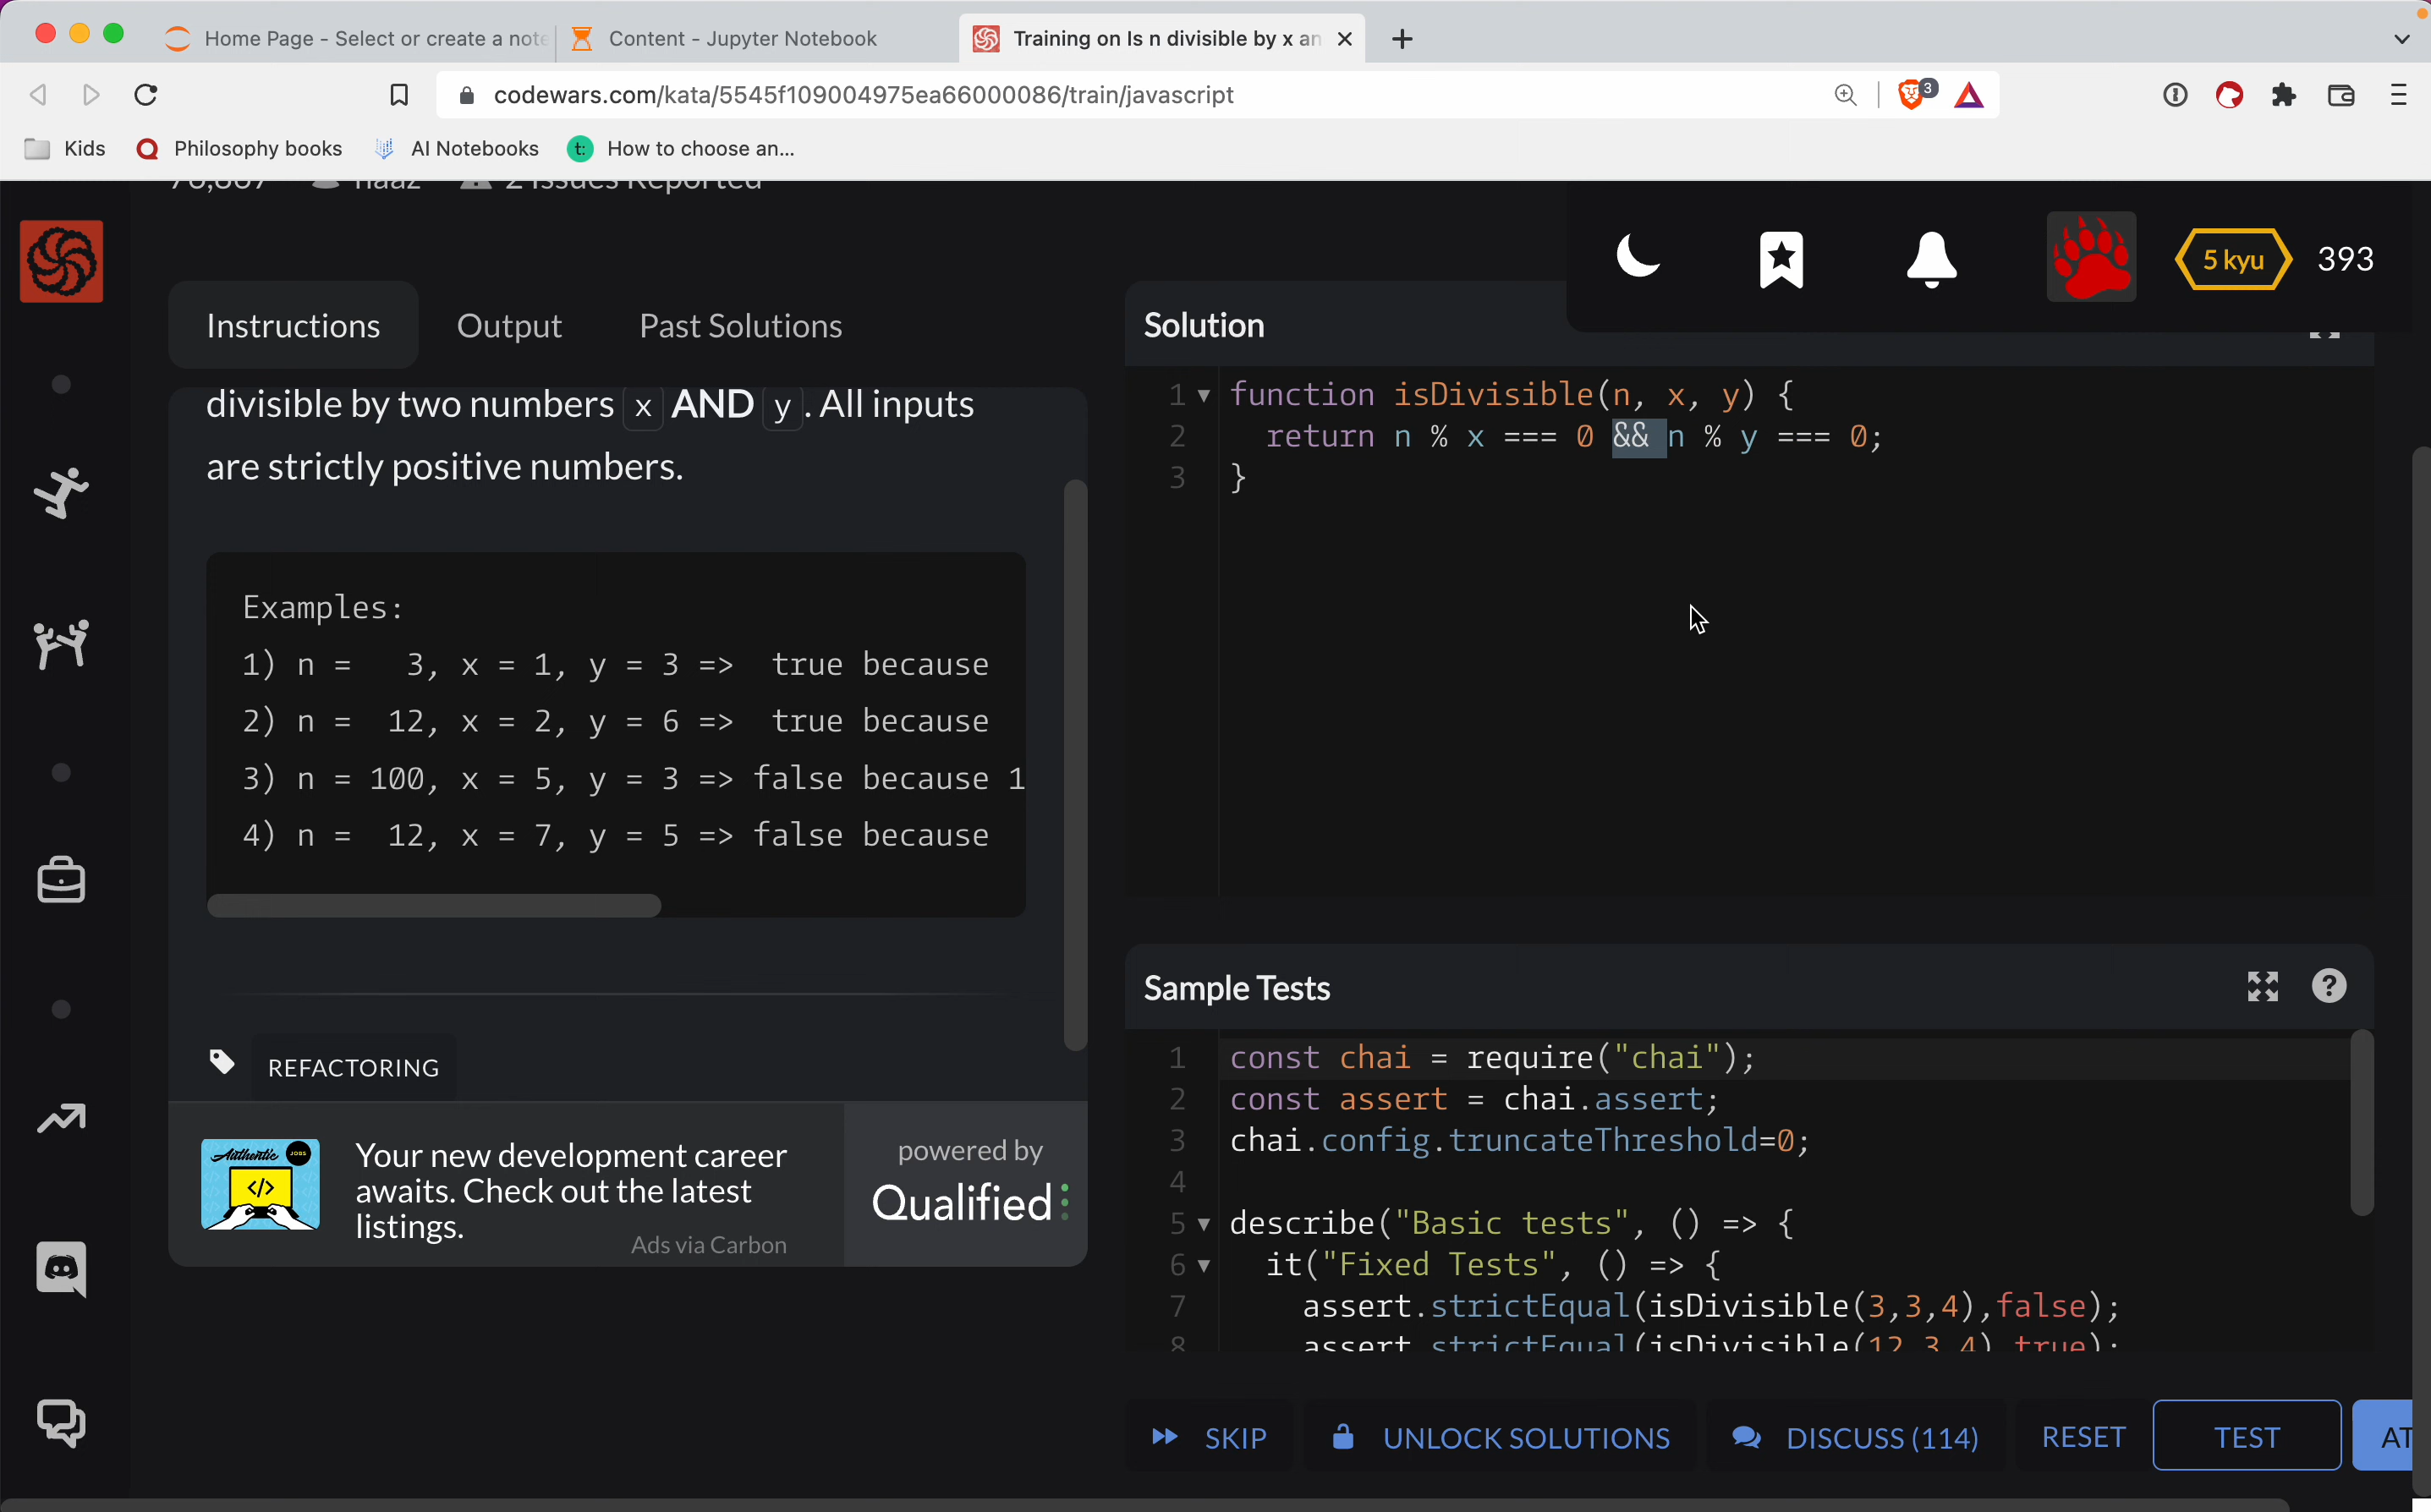 Home Page - Select or create a note
Content - Jupyter Notebook
Training on Is n divisible by x an
codewars.com/kata/5545f109004975ea66000086/train/javascript
3
Kids
Philosophy books
AI Notebooks
t:
How to choose an...
2 Issues Reported
5 kyu
393
Instructions
Output
Past Solutions
divisible by two numbers x AND y. All inputs
are strictly positive numbers.
Examples:
1) n =   3, x = 1, y = 3 =>  true because
2) n =  12, x = 2, y = 6 =>  true because
3) n = 100, x = 5, y = 3 => false because 1
4) n =  12, x = 7, y = 5 => false because
REFACTORING
Authentic JOBS
</>
Your new development career
awaits. Check out the latest
listings.
Ads via Carbon
powered by
Qualified
Solution
1 function isDivisible(n, x, y) {
2   return n % x === 0 && n % y === 0;
3 }
Sample Tests
?
1 const chai = require("chai");
2 const assert = chai.assert;
3 chai.config.truncateThreshold=0;
4
5 describe("Basic tests", () => {
6   it("Fixed Tests", () => {
7     assert.strictEqual(isDivisible(3,3,4),false);
8     assert.strictEqual(isDivisible(12,3,4),true);
SKIP
UNLOCK SOLUTIONS
DISCUSS (114)
RESET
TEST
AT